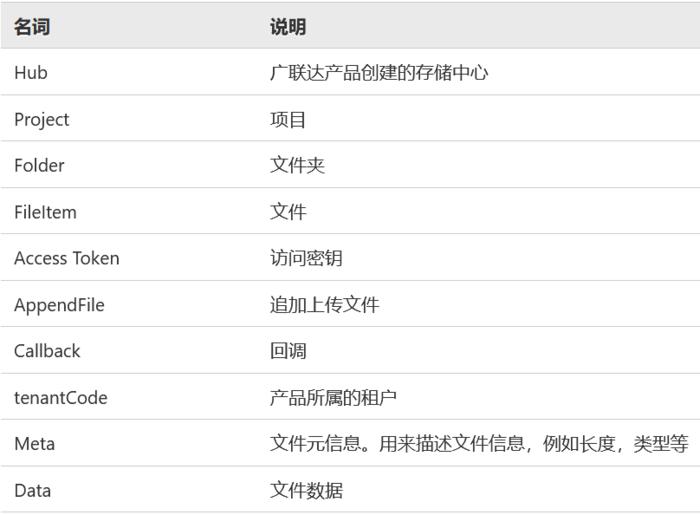 名词 说明
Hub 广联达产品创建的存储中心
Project 项目
Folder 文件夹
FileItem 文件
Access Token 访问密钥
AppendFile 追加上传文件
Callback 回调
tenantCode 产品所属的租户
Meta 文件元信息。用来描述文件信息，例如长度，类型等
Data 文件数据